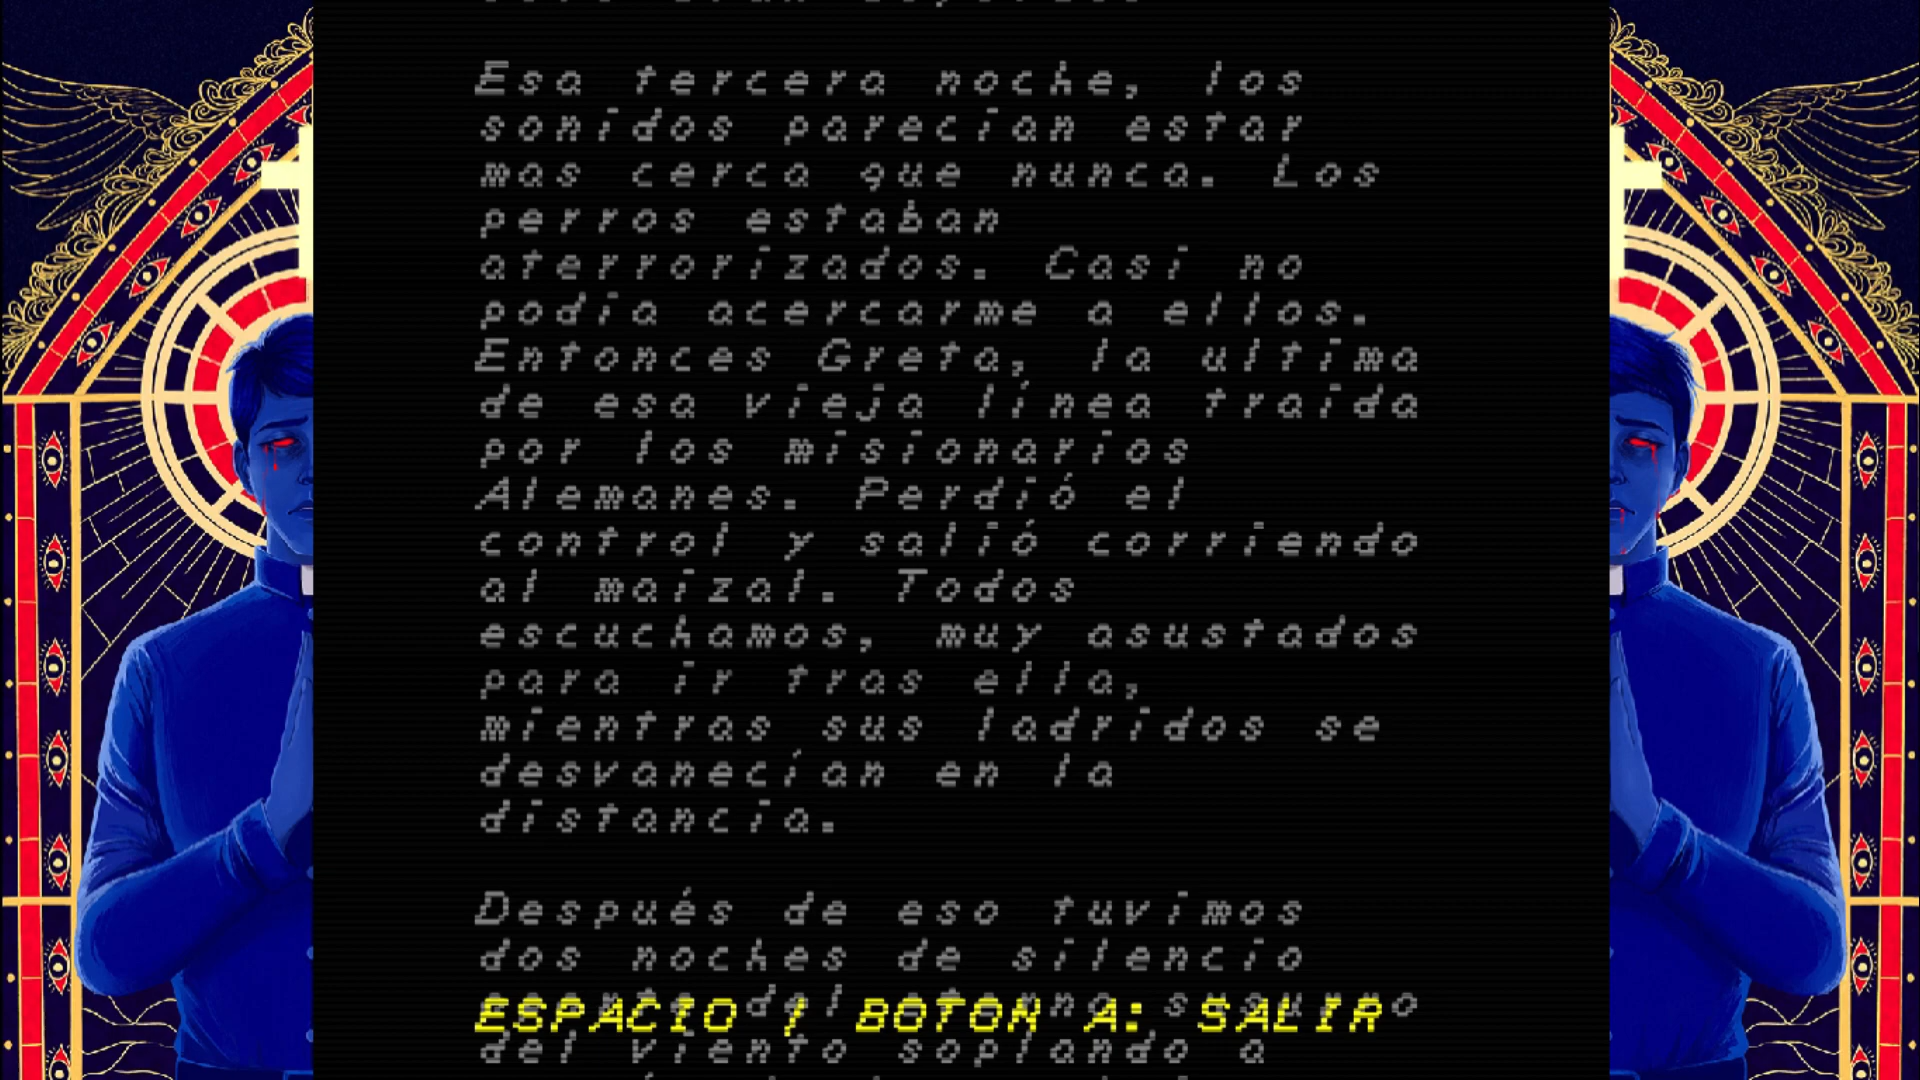 Esa tercera noche, los
sonidos parecian estar
mas cerca que nunca. Los
perros estaban
aterrorizados. Casi no
podia acercarme a ellos.
Entonces Greta, la ultima
de esa vieja línea traida
por los misionarios
Alemanes. Perdió el
control y salió corriendo
al maizal. Todos
escuchamos, muy asustados
para ir tras ella,
mientras sus ladridos se
desvanecían en la
distancia.
Después de eso tuvimos
dos noches de silencio
ESPACIO / BOTON A: SALIR
del viento soplando a